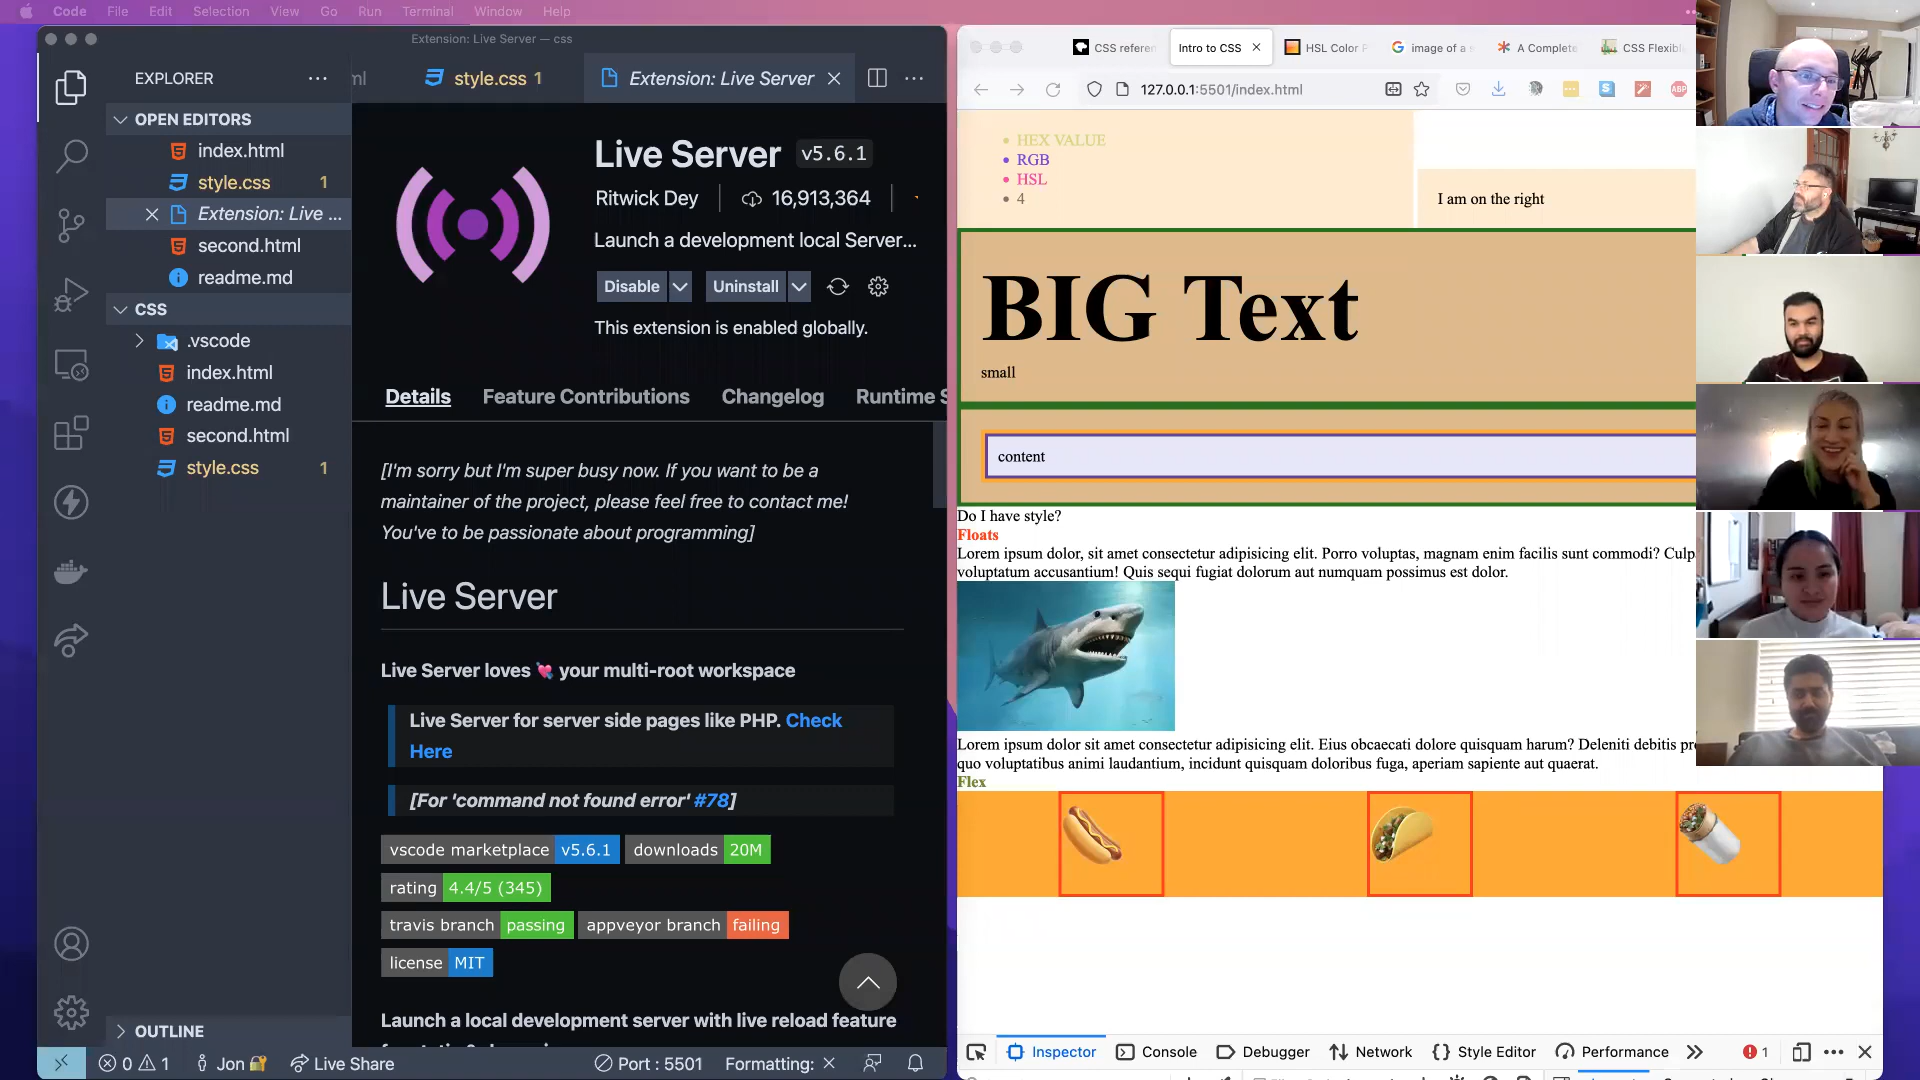 Code File Edit Selection View Go Run Terminal Window Help
Extension: Live Server — css
EXPLORER
style.css 1
Extension: Live Server
OPEN EDITORS
index.html
style.css 1
Extension: Live ...
second.html
readme.md
CSS
.vscode
index.html
readme.md
second.html
style.css 1
OUTLINE
Live Server v5.6.1
Ritwick Dey 16,913,364
Launch a development local Server...
Disable Uninstall
This extension is enabled globally.
Details Feature Contributions Changelog Runtime S
[I'm sorry but I'm super busy now. If you want to be a
maintainer of the project, please feel free to contact me!
You've to be passionate about programming]
Live Server
Live Server loves 💘 your multi-root workspace
Live Server for server side pages like PHP. Check
Here
[For 'command not found error' #78]
vscode marketplace v5.6.1 downloads 20M
rating 4.4/5 (345)
travis branch passing appveyor branch failing
license MIT
Launch a local development server with live reload feature
0 1 Jon Live Share Port : 5501 Formatting:
CSS referen Intro to CSS HSL Color P image of a s A Complete CSS Flexib
127.0.0.1:5501/index.html
HEX VALUE
RGB
HSL
4
I am on the right
BIG Text
small
content
Do I have style?
Floats
Lorem ipsum dolor, sit amet consectetur adipisicing elit. Porro voluptas, magnam enim facilis sunt commodi? Culp
voluptatum accusantium! Quis sequi fugiat dolorum aut numquam possimus est dolor.
Lorem ipsum dolor sit amet consectetur adipisicing elit. Eius obcaecati dolore quisquam harum? Deleniti debitis pr
quo voluptatibus animi laudantium, incidunt quisquam doloribus fuga, aperiam sapiente aut quaerat.
Flex
Inspector Console Debugger Network Style Editor Performance 1